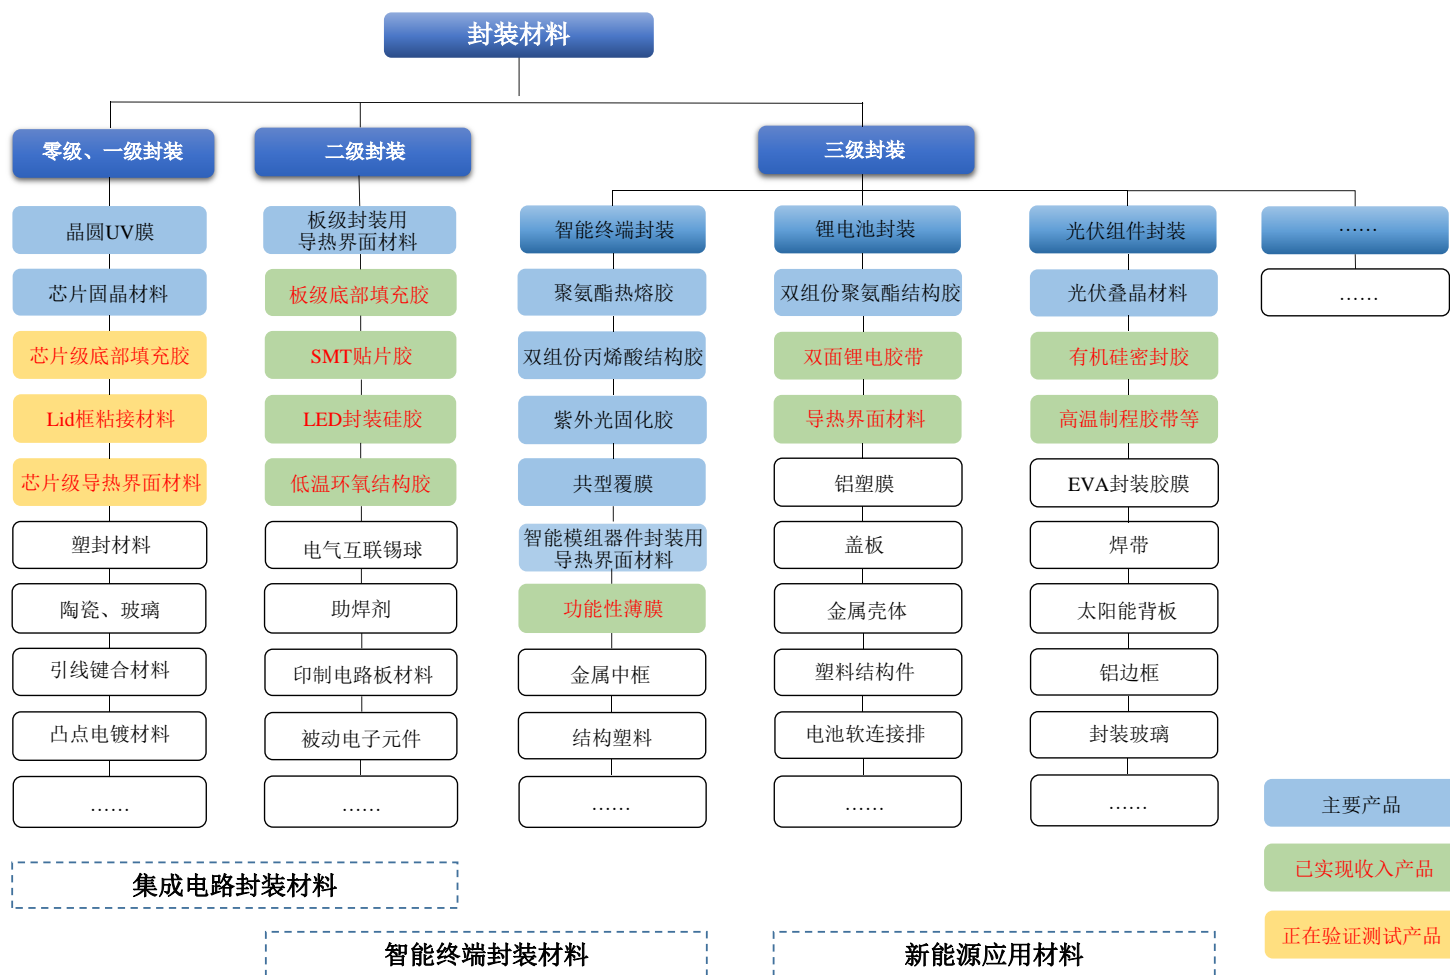 封装材料
零级、一级封装
二级封装
三级封装
晶圆UV膜
芯片固晶材料
芯片级底部填充胶
Lid框粘接材料
芯片级导热界面材料
塑封材料
陶瓷、玻璃
引线键合材料
凸点电镀材料
……
板级封装用
导热界面材料
板级底部填充胶
SMT贴片胶
LED封装硅胶
低温环氧结构胶
电气互联锡球
助焊剂
印制电路板材料
被动电子元件
……
智能终端封装
聚氨酯热熔胶
双组份丙烯酸结构胶
紫外光固化胶
共型覆膜
智能模组器件封装用
导热界面材料
功能性薄膜
金属中框
结构塑料
……
锂电池封装
双组份聚氨酯结构胶
双面锂电胶带
导热界面材料
铝塑膜
盖板
金属壳体
塑料结构件
电池软连接排
……
光伏组件封装
光伏叠晶材料
有机硅密封胶
高温制程胶带等
EVA封装胶膜
焊带
太阳能背板
铝边框
封装玻璃
……
……
……
主要产品
已实现收入产品
正在验证测试产品
集成电路封装材料
智能终端封装材料
新能源应用材料